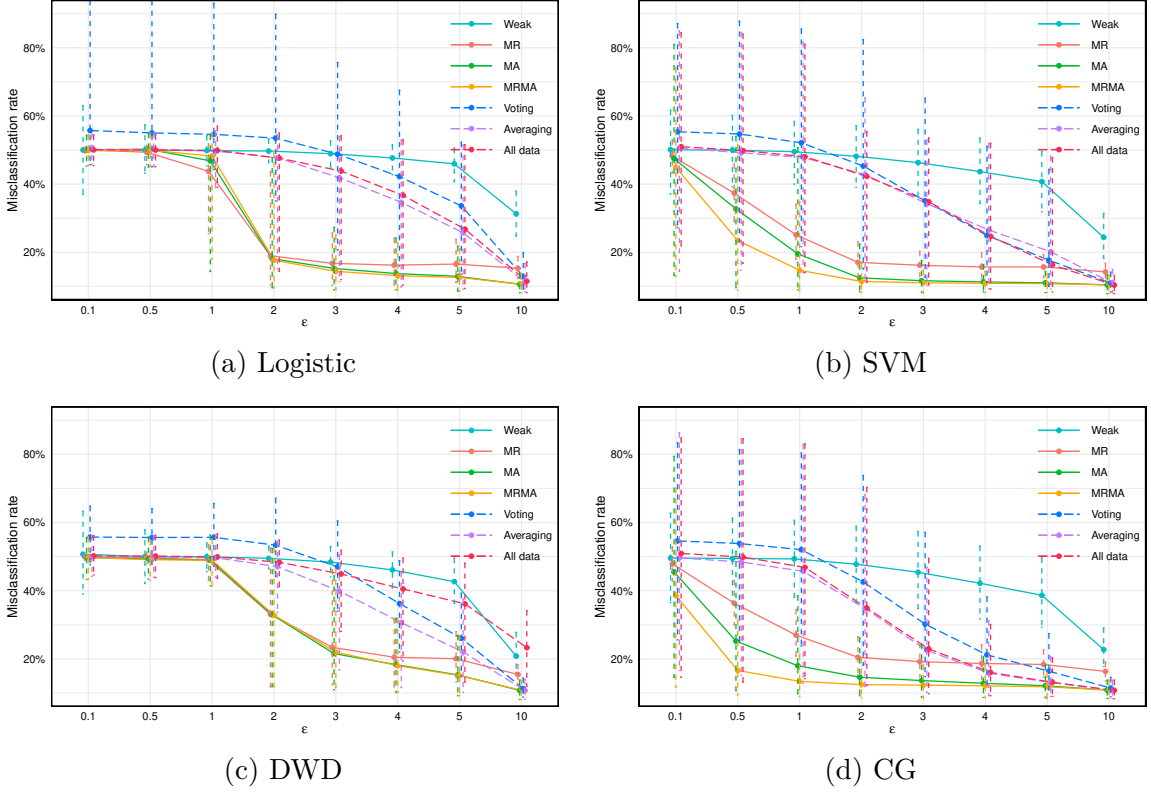 Misclassification rate
80%
60%
40%
20%
0.1 0.5 1 2 3 4 5 10
ε
Weak
MR
MA
MRMA
Voting
Averaging
All data
(a) Logistic
Misclassification rate
80%
60%
40%
20%
0.1 0.5 1 2 3 4 5 10
ε
Weak
MR
MA
MRMA
Voting
Averaging
All data
(b) SVM
Misclassification rate
80%
60%
40%
20%
0.1 0.5 1 2 3 4 5 10
ε
Weak
MR
MA
MRMA
Voting
Averaging
All data
(c) DWD
Misclassification rate
80%
60%
40%
20%
0.1 0.5 1 2 3 4 5 10
ε
Weak
MR
MA
MRMA
Voting
Averaging
All data
(d) CG